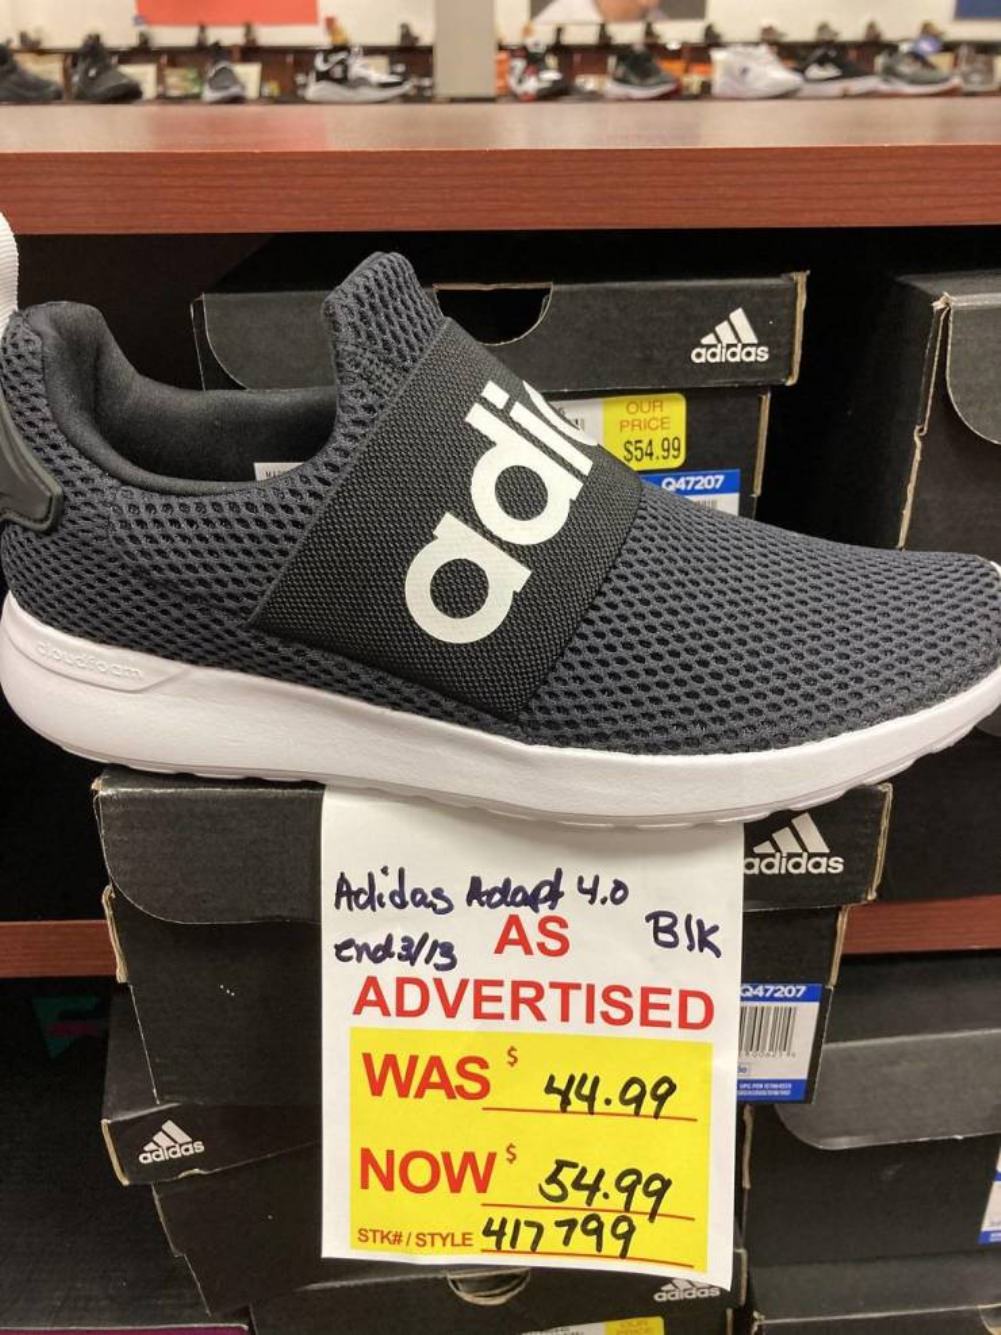 adidas
OUR
PRICE
$54.99
Q47207
adi
cloudfoam
adidas
Adidas Adapt 4.0
Blk
end 3/13
AS
ADVERTISED
WAS $ 44.99
NOW $ 54.99
STK# / STYLE 417799
Q47207
adidas
adidas
OUR